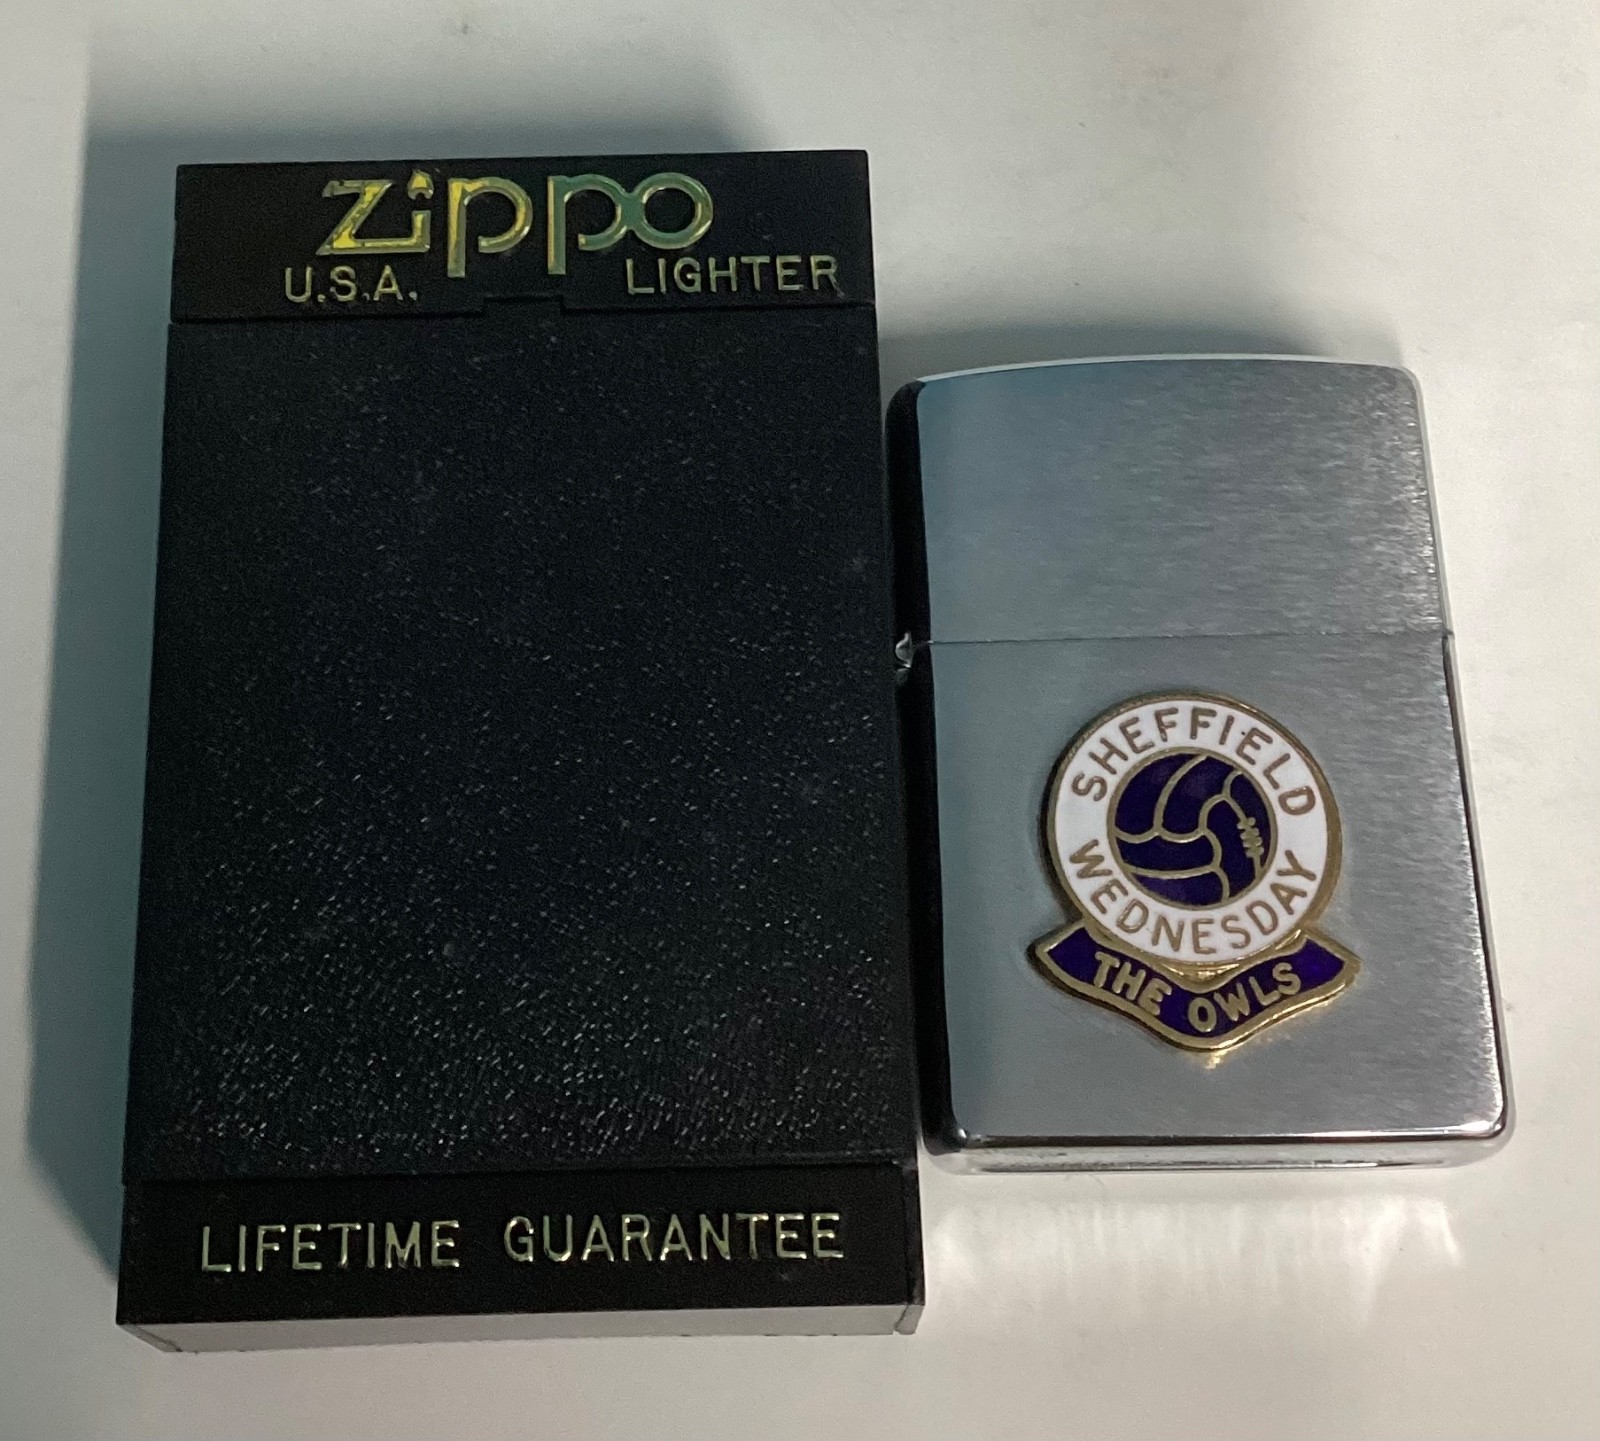 Zippo
U.S.A. LIGHTER
LIFETIME GUARANTEE
SHEFFIELD
WEDNESDAY
THE OWLS